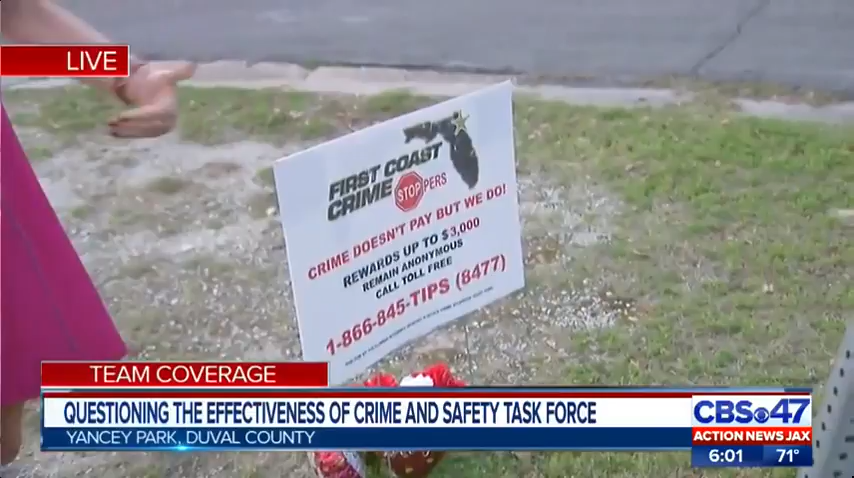 LIVE
FIRST COAST
CRIME STOPPERS
CRIME DOESN'T PAY BUT WE DO!
REWARDS UP TO $3,000
REMAIN ANONYMOUS
CALL TOLL FREE
1-866-845-TIPS (8477)
TEAM COVERAGE
QUESTIONING THE EFFECTIVENESS OF CRIME AND SAFETY TASK FORCE
YANCEY PARK, DUVAL COUNTY
CBS 47
ACTION NEWS JAX
6:01 71°